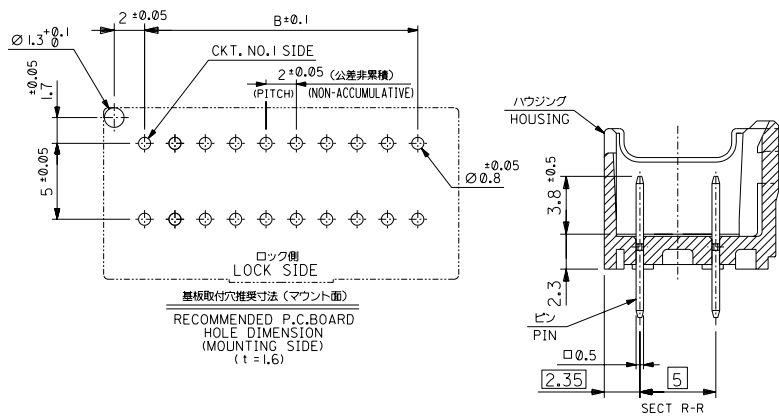 2 ±0.05
B±0.1
Ø1.3 +0.1 0
CKT. NO.1 SIDE
2 ±0.05 (公差非累積)
(PITCH) (NON-ACCUMULATIVE)
±0.05
1.7
5 ±0.05
±0.05
Ø0.8
ロック側
LOCK SIDE
基板取付穴推奨寸法 (マウント面)
RECOMMENDED P.C.BOARD
HOLE DIMENSION
(MOUNTING SIDE)
(t=1.6)
ハウジング
HOUSING
3.8 ±0.5
2.3
ピン
PIN
□0.5
2.35
5
SECT R-R